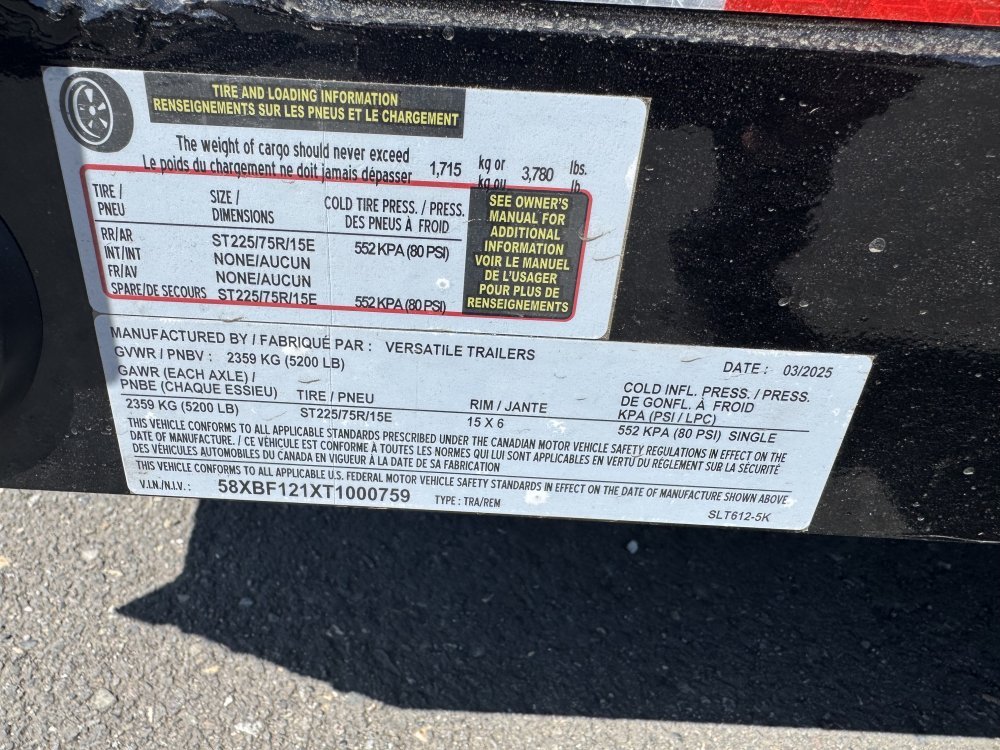 TIRE AND LOADING INFORMATION
RENSEIGNEMENTS SUR LES PNEUS ET LE CHARGEMENT
The weight of cargo should never exceed
Le poids du chargement ne doit jamais dépasser 1,715 kg or kg ou 3,780 lbs. lb
TIRE / PNEU
SIZE / DIMENSIONS
COLD TIRE PRESS. / PRESS. DES PNEUS À FROID
RR/AR ST225/75R/15E 552 KPA (80 PSI)
INT/INT NONE/AUCUN
FR/AV NONE/AUCUN
SPARE/DE SECOURS ST225/75R/15E 552 KPA (80 PSI)
SEE OWNER'S
MANUAL FOR
ADDITIONAL
INFORMATION
VOIR LE MANUEL
DE L'USAGER
POUR PLUS DE
RENSEIGNEMENTS
MANUFACTURED BY / FABRIQUÉ PAR : VERSATILE TRAILERS DATE : 03/2025
GVWR / PNBV : 2359 KG (5200 LB)
GAWR (EACH AXLE) /
PNBE (CHAQUE ESSIEU) TIRE / PNEU RIM / JANTE
COLD INFL. PRESS. / PRESS.
DE GONFL. À FROID
KPA (PSI / LPC)
2359 KG (5200 LB) ST225/75R/15E 15 X 6 552 KPA (80 PSI) SINGLE
THIS VEHICLE CONFORMS TO ALL APPLICABLE STANDARDS PRESCRIBED UNDER THE CANADIAN MOTOR VEHICLE SAFETY REGULATIONS IN EFFECT ON THE
DATE OF MANUFACTURE. / CE VÉHICULE EST CONFORME À TOUTES LES NORMES QUI LUI SONT APPLICABLES EN VERTU DU RÉGLEMENT SUR LA SÉCURITÉ
DES VÉHICULES AUTOMOBILES DU CANADA EN VIGUEUR À LA DATE DE SA FABRICATION
THIS VEHICLE CONFORMS TO ALL APPLICABLE U.S. FEDERAL MOTOR VEHICLE SAFETY STANDARDS IN EFFECT ON THE DATE OF MANUFACTURE SHOWN ABOVE
V.I.N./N.I.V. : 58XBF121XT1000759 TYPE : TRA/REM SLT612-5K